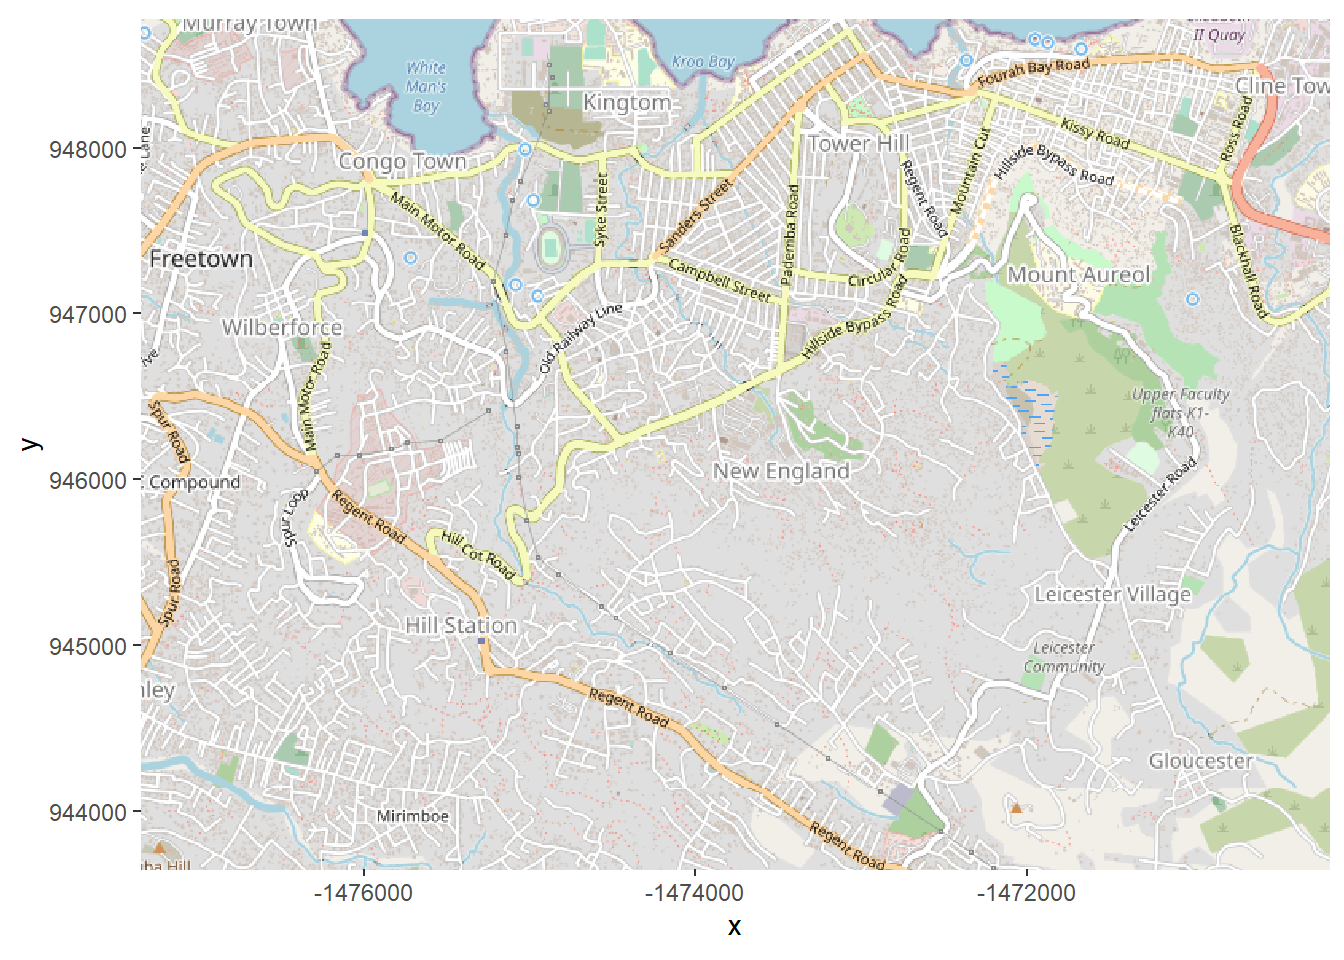 Murray Town
II Quay
White
Man's
Bay
Kroo Bay
Fourah Bay Road
Cline Tow
Kingtom
Kissy Road
Ross Road
& Lane
948000
Congo Town
Tower Hill
Hillside Bypass Road
Mountain Cut
Regent Road
Main Motor Road
Syke Street
Sanders Street
Pademba Road
Freetown
Circular Road
Campbell Street
Mount Aureol
Blackhall Road
947000
Wilberforce
Old Railway Line
Hillside Bypass Road
ive
Main Motor Road
Upper Faculty
flats K1-
K40
Spur Road
y
946000
Compound
New England
Leicester Road
Spur Loop
Regent Road
Hill Cot Road
Spur Road
Leicester Village
945000
Hill Station
Leicester
Community
nley
Regent Road
Gloucester
944000
Mirimboe
Regent Road
ba Hill
-1476000
-1474000
-1472000
x